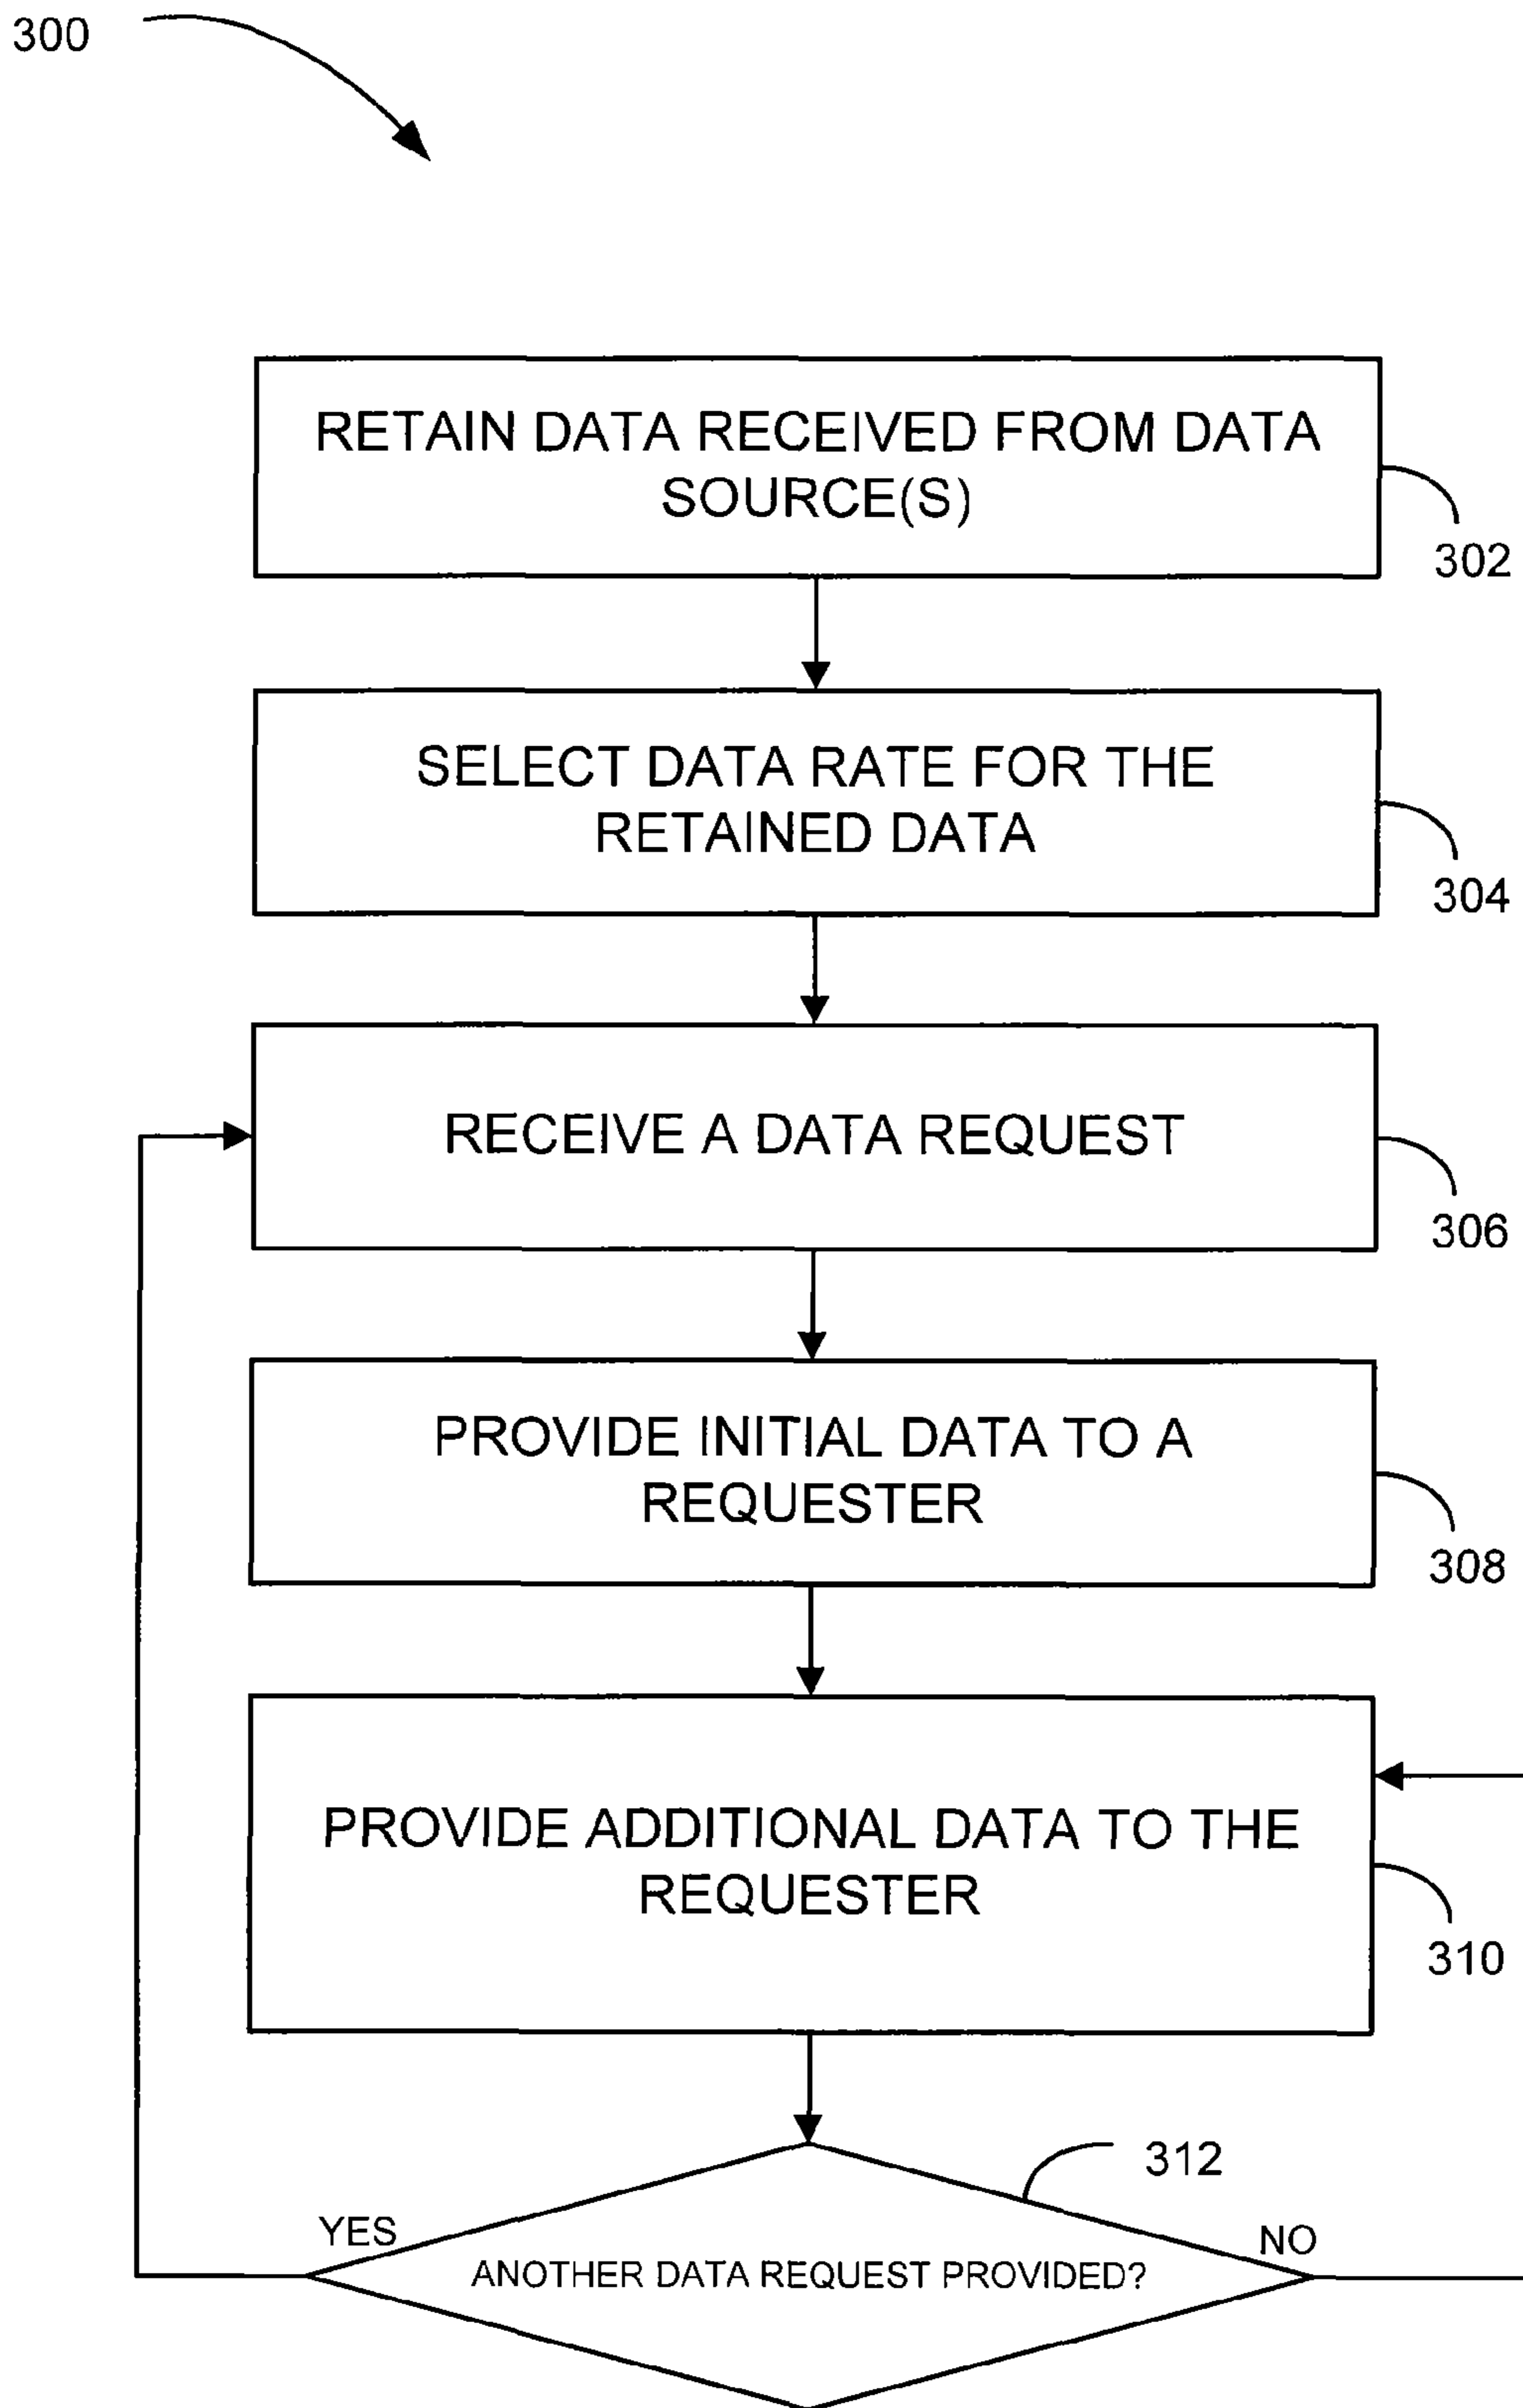 300
RETAIN DATA RECEIVED FROM DATA
SOURCE(S)
302
SELECT DATA RATE FOR THE
RETAINED DATA
304
RECEIVE A DATA REQUEST
306
PROVIDE INITIAL DATA TO A
REQUESTER
308
PROVIDE ADDITIONAL DATA TO THE
REQUESTER
310
312
YES
NO
ANOTHER DATA REQUEST PROVIDED?